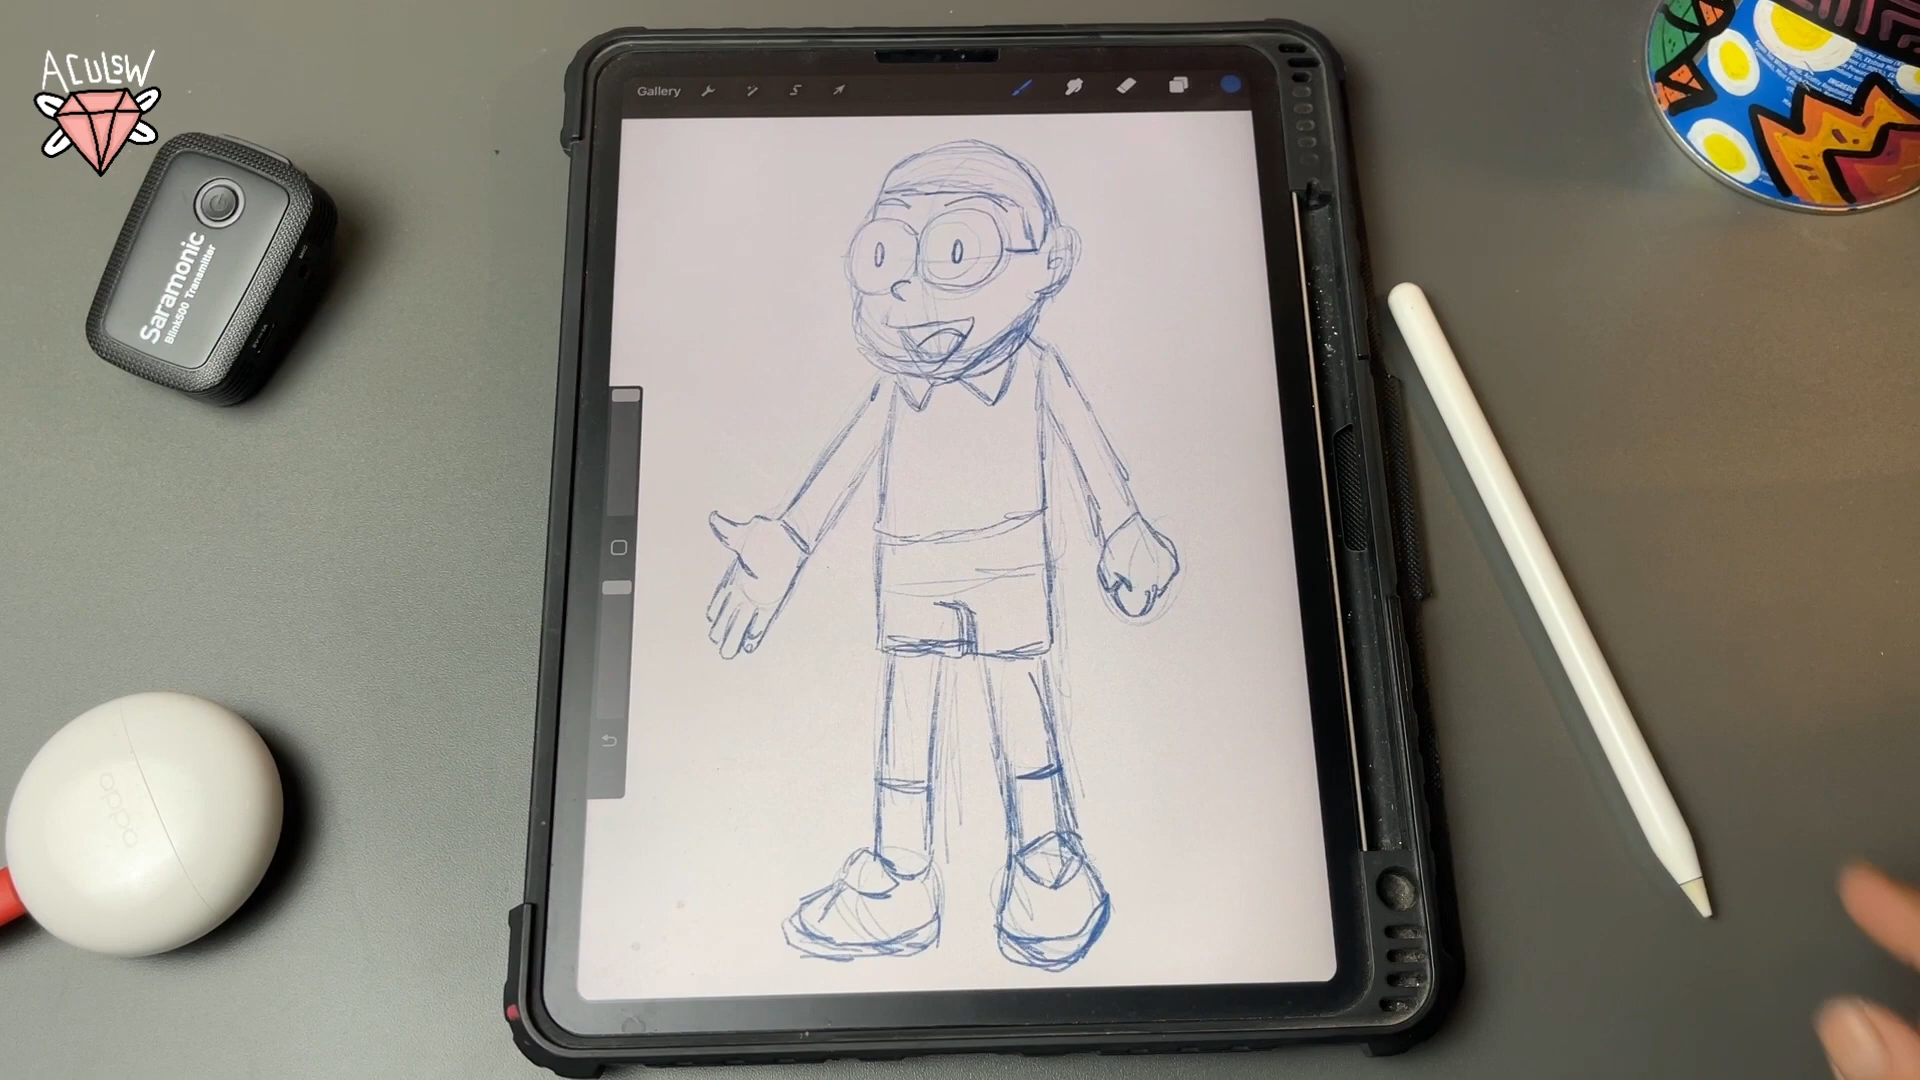 ACULSW
Gallery
Saramonic
Blink500 Transmitter
oppo